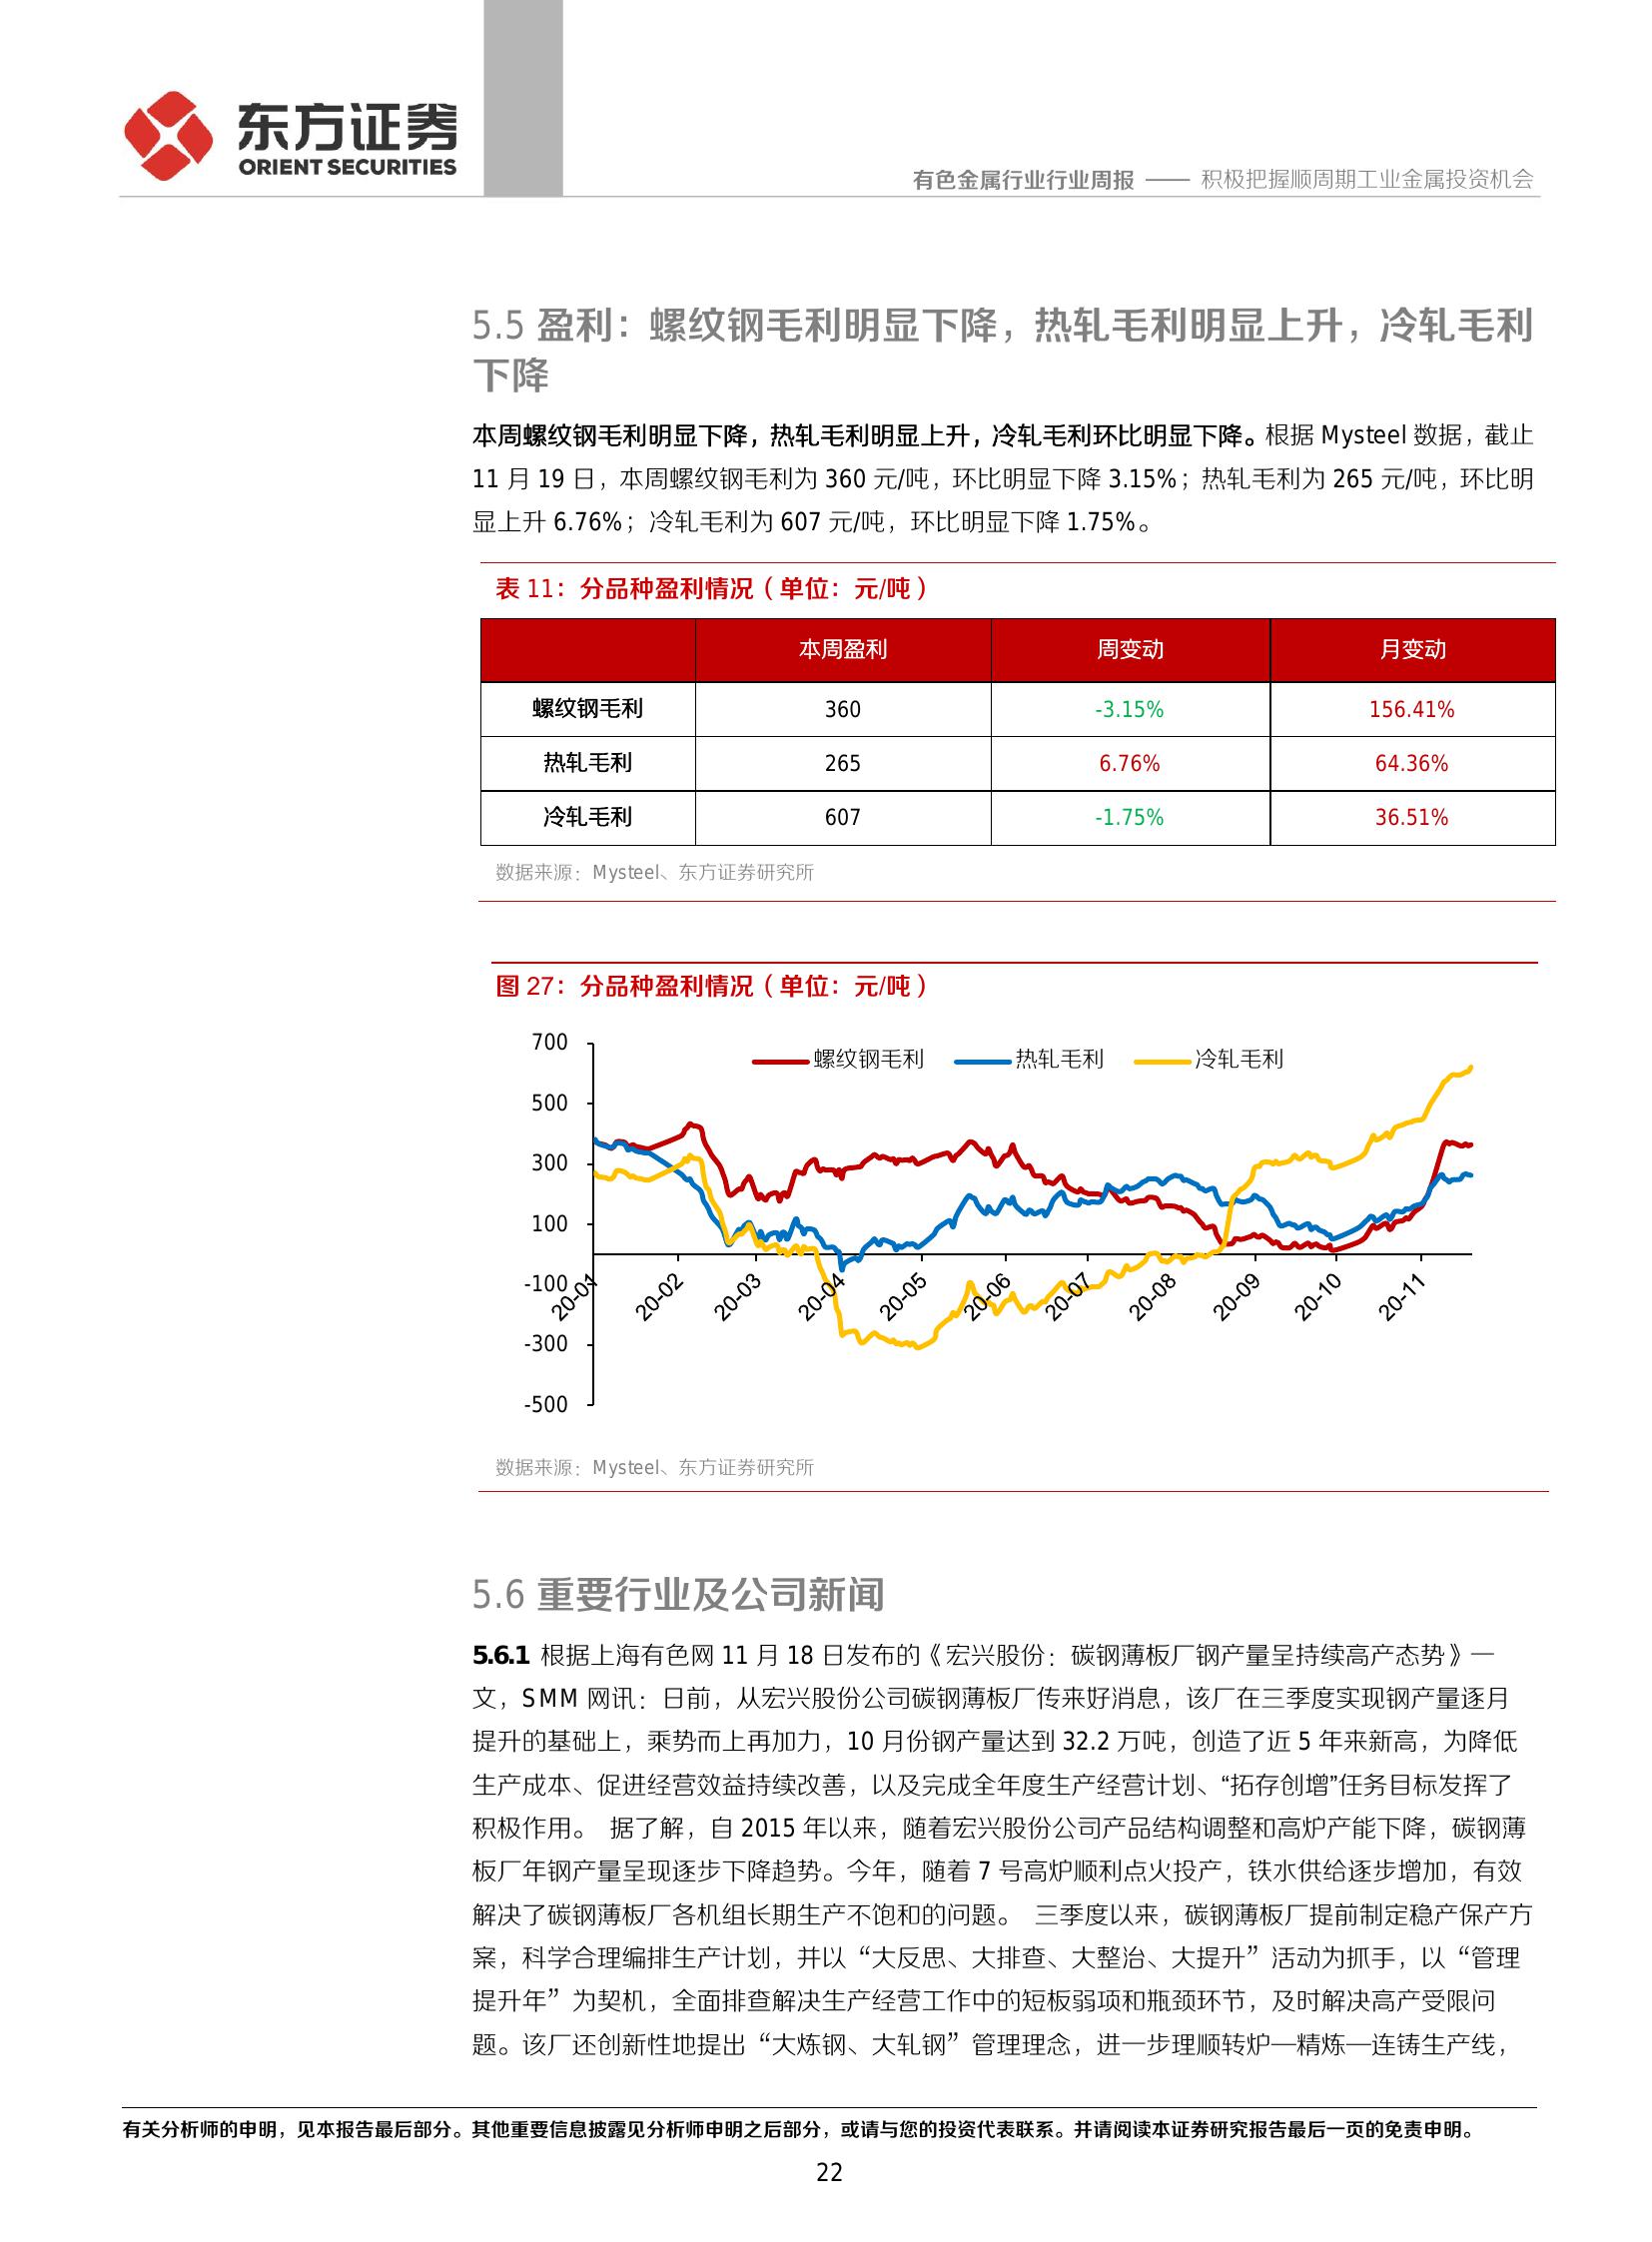 东方证券
ORIENT SECURITIES
有色金属行业行业周报 —— 积极把握顺周期工业金属投资机会
5.5 盈利：螺纹钢毛利明显下降，热轧毛利明显上升，冷轧毛利
下降
本周螺纹钢毛利明显下降，热轧毛利明显上升，冷轧毛利环比明显下降。根据 Mysteel 数据，截止
11 月 19 日，本周螺纹钢毛利为 360 元/吨，环比明显下降 3.15%；热轧毛利为 265 元/吨，环比明
显上升 6.76%；冷轧毛利为 607 元/吨，环比明显下降 1.75%。
表 11：分品种盈利情况（单位：元/吨）
本周盈利 周变动 月变动
螺纹钢毛利 360 -3.15% 156.41%
热轧毛利 265 6.76% 64.36%
冷轧毛利 607 -1.75% 36.51%
数据来源：Mysteel、东方证券研究所
图 27：分品种盈利情况（单位：元/吨）
螺纹钢毛利 热轧毛利 冷轧毛利
700
500
300
100
-100
-300
-500
20-01 20-02 20-03 20-04 20-05 20-06 20-07 20-08 20-09 20-10 20-11
数据来源：Mysteel、东方证券研究所
5.6 重要行业及公司新闻
5.6.1 根据上海有色网 11 月 18 日发布的《宏兴股份：碳钢薄板厂钢产量呈持续高产态势》一
文，SMM 网讯：日前，从宏兴股份公司碳钢薄板厂传来好消息，该厂在三季度实现钢产量逐月
提升的基础上，乘势而上再加力，10 月份钢产量达到 32.2 万吨，创造了近 5 年来新高，为降低
生产成本、促进经营效益持续改善，以及完成全年度生产经营计划、“拓存创增”任务目标发挥了
积极作用。 据了解，自 2015 年以来，随着宏兴股份公司产品结构调整和高炉产能下降，碳钢薄
板厂年钢产量呈现逐步下降趋势。今年，随着 7 号高炉顺利点火投产，铁水供给逐步增加，有效
解决了碳钢薄板厂各机组长期生产不饱和的问题。 三季度以来，碳钢薄板厂提前制定稳产保产方
案，科学合理编排生产计划，并以“大反思、大排查、大整治、大提升”活动为抓手，以“管理
提升年”为契机，全面排查解决生产经营工作中的短板弱项和瓶颈环节，及时解决高产受限问
题。该厂还创新性地提出“大炼钢、大轧钢”管理理念，进一步理顺转炉—精炼—连铸生产线，
有关分析师的申明，见本报告最后部分。其他重要信息披露见分析师申明之后部分，或请与您的投资代表联系。并请阅读本证券研究报告最后一页的免责申明。
22